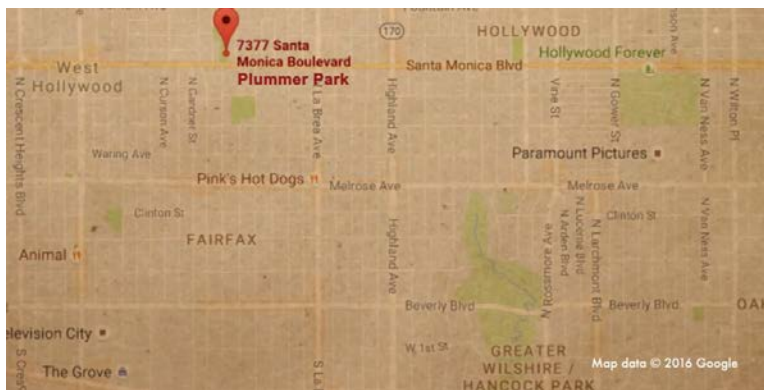 Fountain Ave
170
HOLLYWOOD
7377 Santa
Monica Boulevard
Plummer Park
Hollywood Forever
West
Hollywood
Santa Monica Blvd
N Crescent Heights Blvd
N Curson Ave
N Gardner St
N La Brea Ave
Highland Ave
Vine St
N Gower St
N Van Ness Ave
N Wilton Pl
Waring Ave
Paramount Pictures
Pink's Hot Dogs
Melrose Ave
Melrose Ave
Clinton St
Clinton St
FAIRFAX
Highland Ave
N Rossmore Ave
N Arden Blvd
N Lucerne Blvd
N Larchmont Blvd
N Van Ness Ave
Animal
Beverly Blvd
Beverly Blvd
OA
elevision City
W 1st St
GREATER
WILSHIRE /
HANCOCK PARK
The Grove
S Cres
S La
Map data © 2016 Google